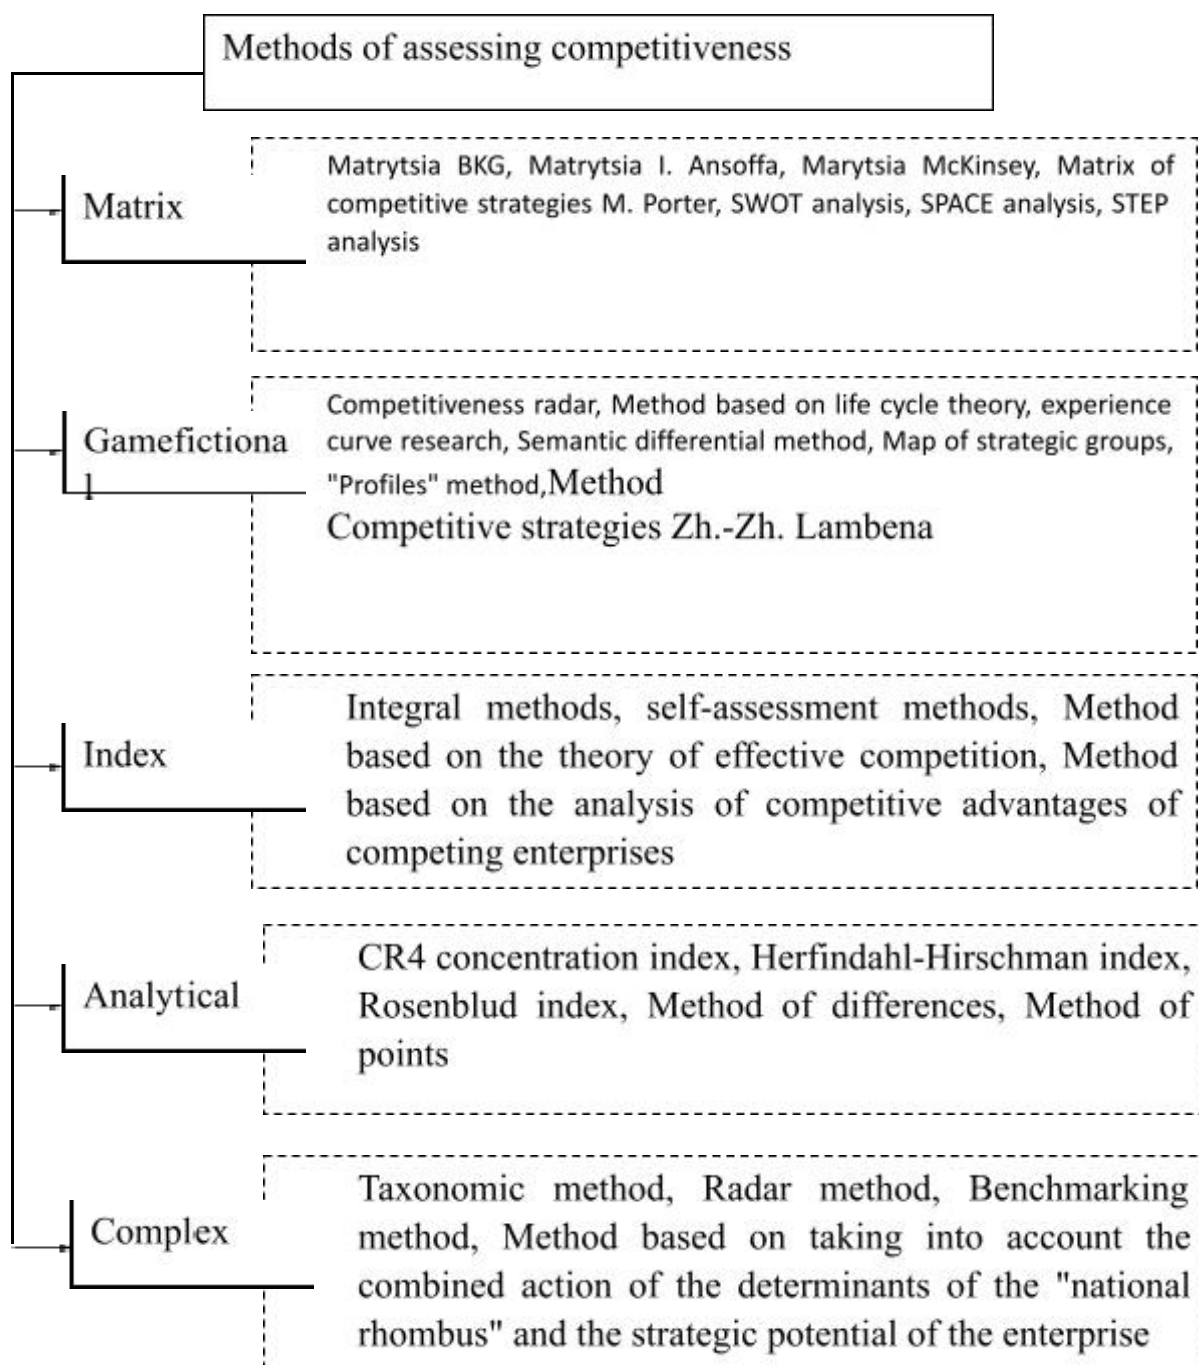 Methods of assessing competitiveness
Matrix
Matrytsia BKG, Matrytsia I. Ansoffa, Marytsia McKinsey, Matrix of
competitive strategies M. Porter, SWOT analysis, SPACE analysis, STEP
analysis
Gamefictiona
l
Competitiveness radar, Method based on life cycle theory, experience
curve research, Semantic differential method, Map of strategic groups,
"Profiles" method,Method
Competitive strategies Zh.-Zh. Lambena
Index
Integral methods, self-assessment methods, Method
based on the theory of effective competition, Method
based on the analysis of competitive advantages of
competing enterprises
Analytical
CR4 concentration index, Herfindahl-Hirschman index,
Rosenblud index, Method of differences, Method of
points
Complex
Taxonomic method, Radar method, Benchmarking
method, Method based on taking into account the
combined action of the determinants of the "national
rhombus" and the strategic potential of the enterprise